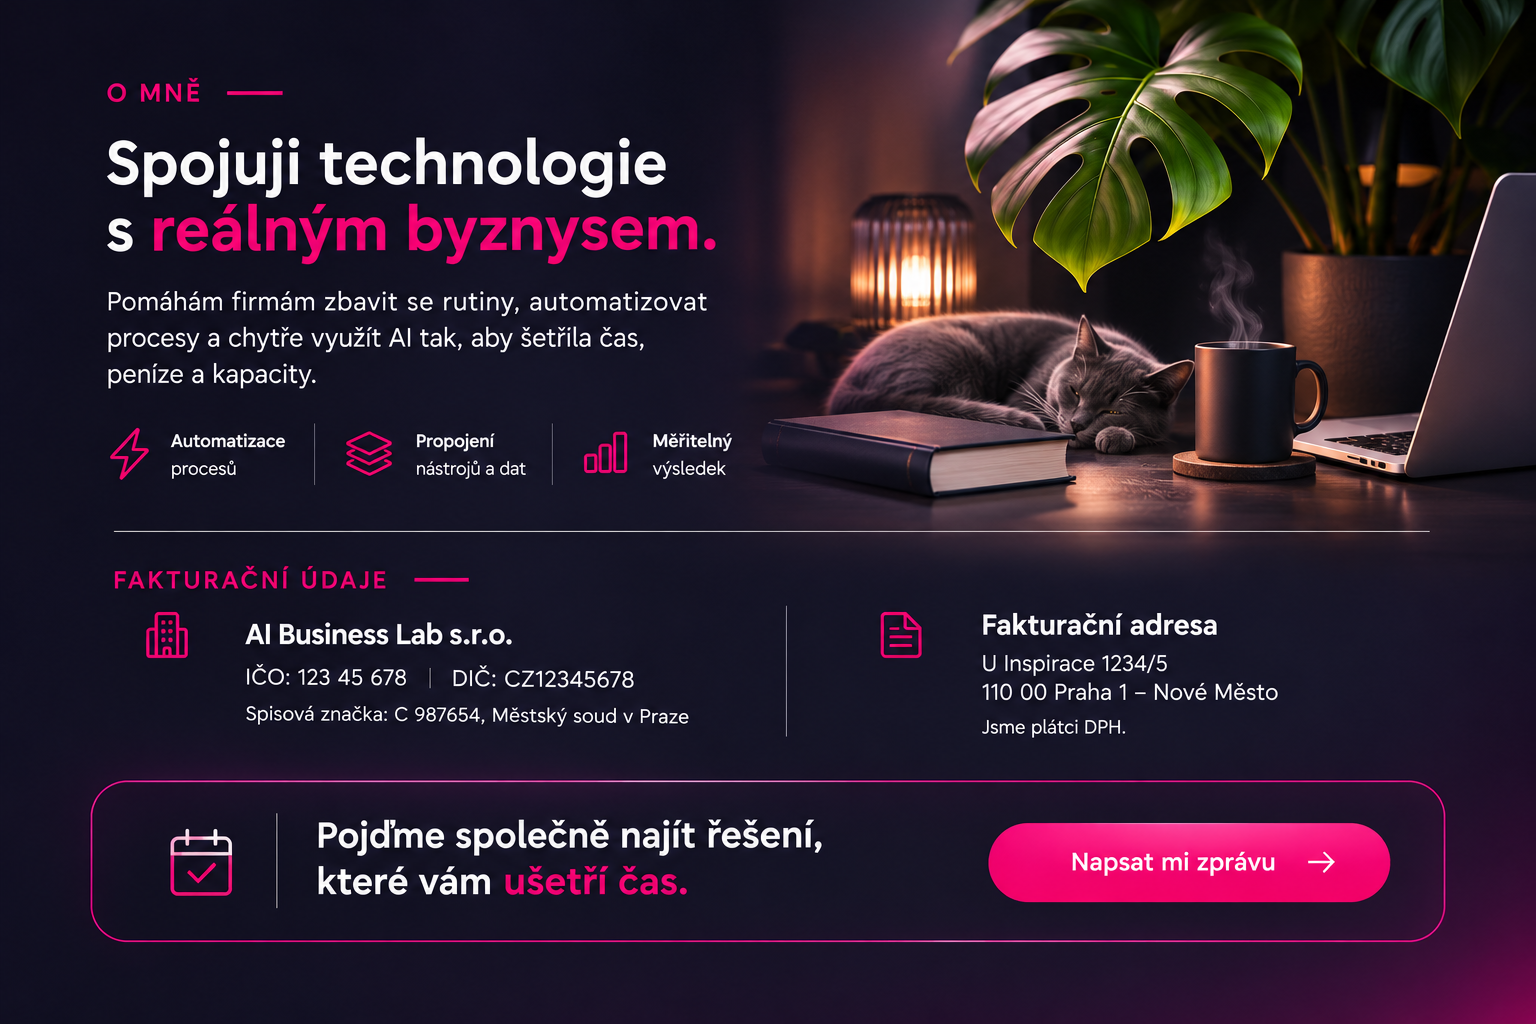 O MNĚ
Spojuji technologie
s reálným byznysem.
Pomáhám firmám zbavit se rutiny, automatizovat
procesy a chytře využít AI tak, aby šetřila čas,
peníze a kapacity.
Automatizace
procesů
Propojení
nástrojů a dat
Měřitelný
výsledek
FAKTURAČNÍ ÚDAJE
AI Business Lab s.r.o.
IČO: 123 45 678 | DIČ: CZ12345678
Spisová značka: C 987654, Městský soud v Praze
Fakturační adresa
U Inspirace 1234/5
110 00 Praha 1 – Nové Město
Jsme plátci DPH.
Pojďme společně najít řešení,
které vám ušetří čas.
Napsat mi zprávu →